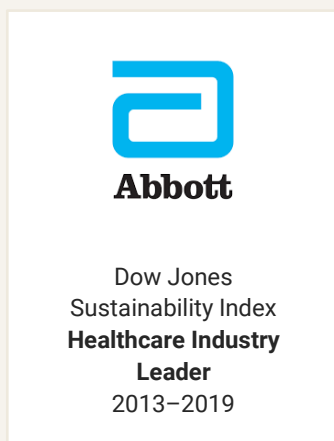 Abbott
Dow Jones
Sustainability Index
Healthcare Industry
Leader
2013–2019